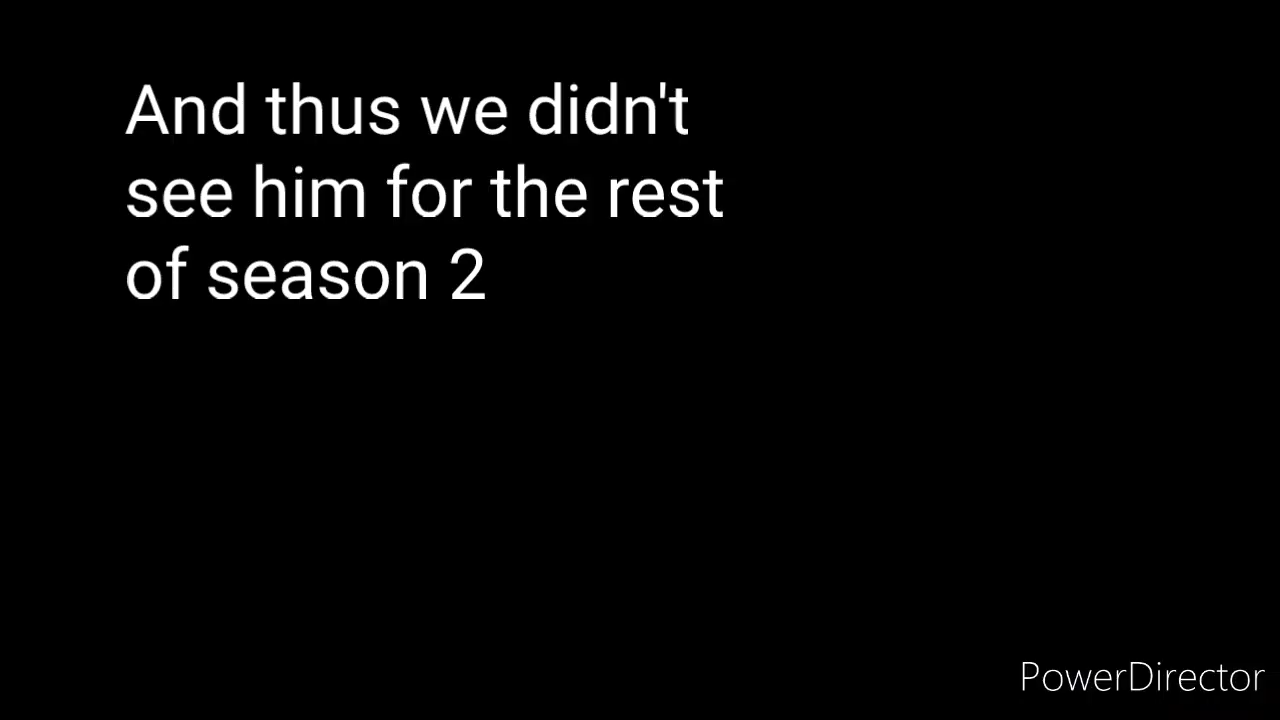 And thus we didn't
see him for the rest
of season 2
PowerDirector